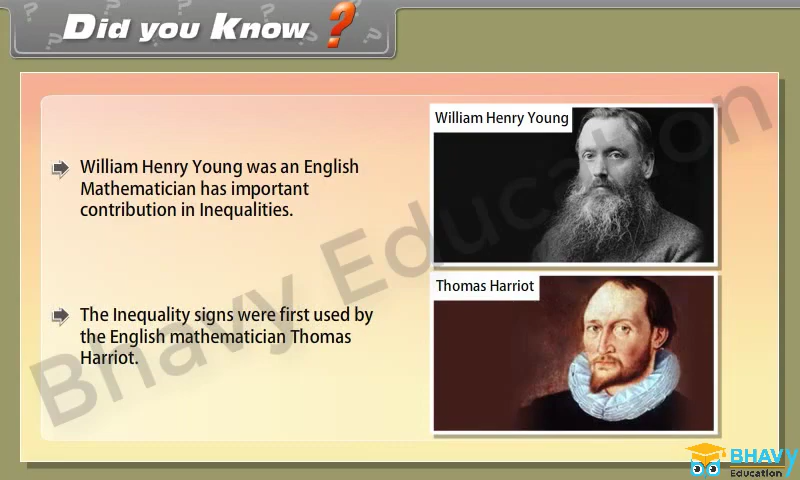 Did you Know ?
William Henry Young
William Henry Young was an English
Mathematician has important
contribution in Inequalities.
Thomas Harriot
The Inequality signs were first used by
the English mathematician Thomas
Harriot.
Bhavy Education
BHAVY
Education